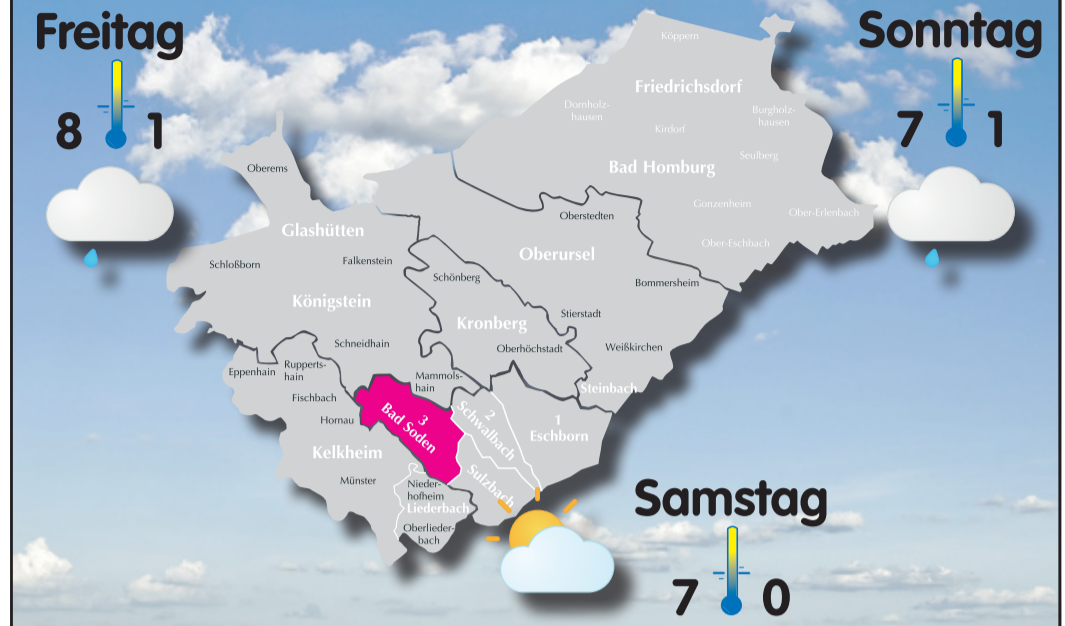 Freitag
8 1
Sonntag
7 1
Köppern
Friedrichsdorf
Dornholz-
hausen
Burgholz-
hausen
Kirdorf
Seulberg
Bad Homburg
Oberems
Gonzenheim
Ober-Erlenbach
Oberstedten
Glashütten
Ober-Eschbach
Oberursel
Falkenstein
Schloßborn
Schönberg
Bommersheim
Königstein
Stierstadt
Kronberg
Schneidhain
Oberhöchstadt
Weißkirchen
Eppenhain
Rupperts-
hain
Mammols-
hain
Steinbach
Fischbach
3
Bad Soden
2
Schwalbach
1
Eschborn
Hornau
Kelkheim
Münster
Nieder-
hofheim
Sulzbach
Liederbach
Oberlieder-
bach
Samstag
7 0